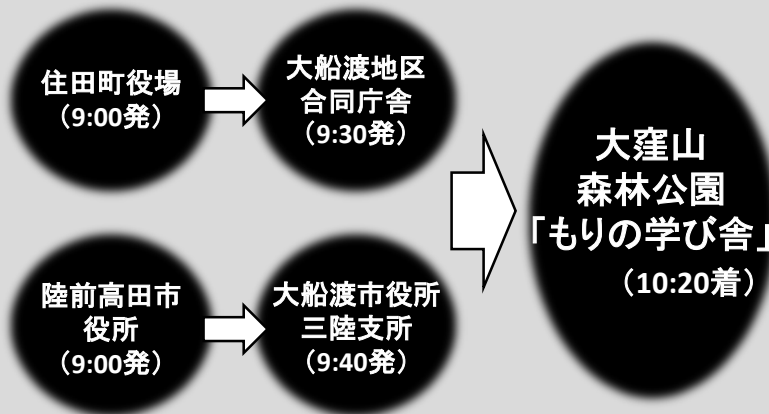 住田町役場
（9:00発）
大船渡地区
合同庁舎
（9:30発）
陸前高田市
役所
（9:00発）
大船渡市役所
三陸支所
（9:40発）
大窪山
森林公園
「もりの学び舎」
（10:20着）